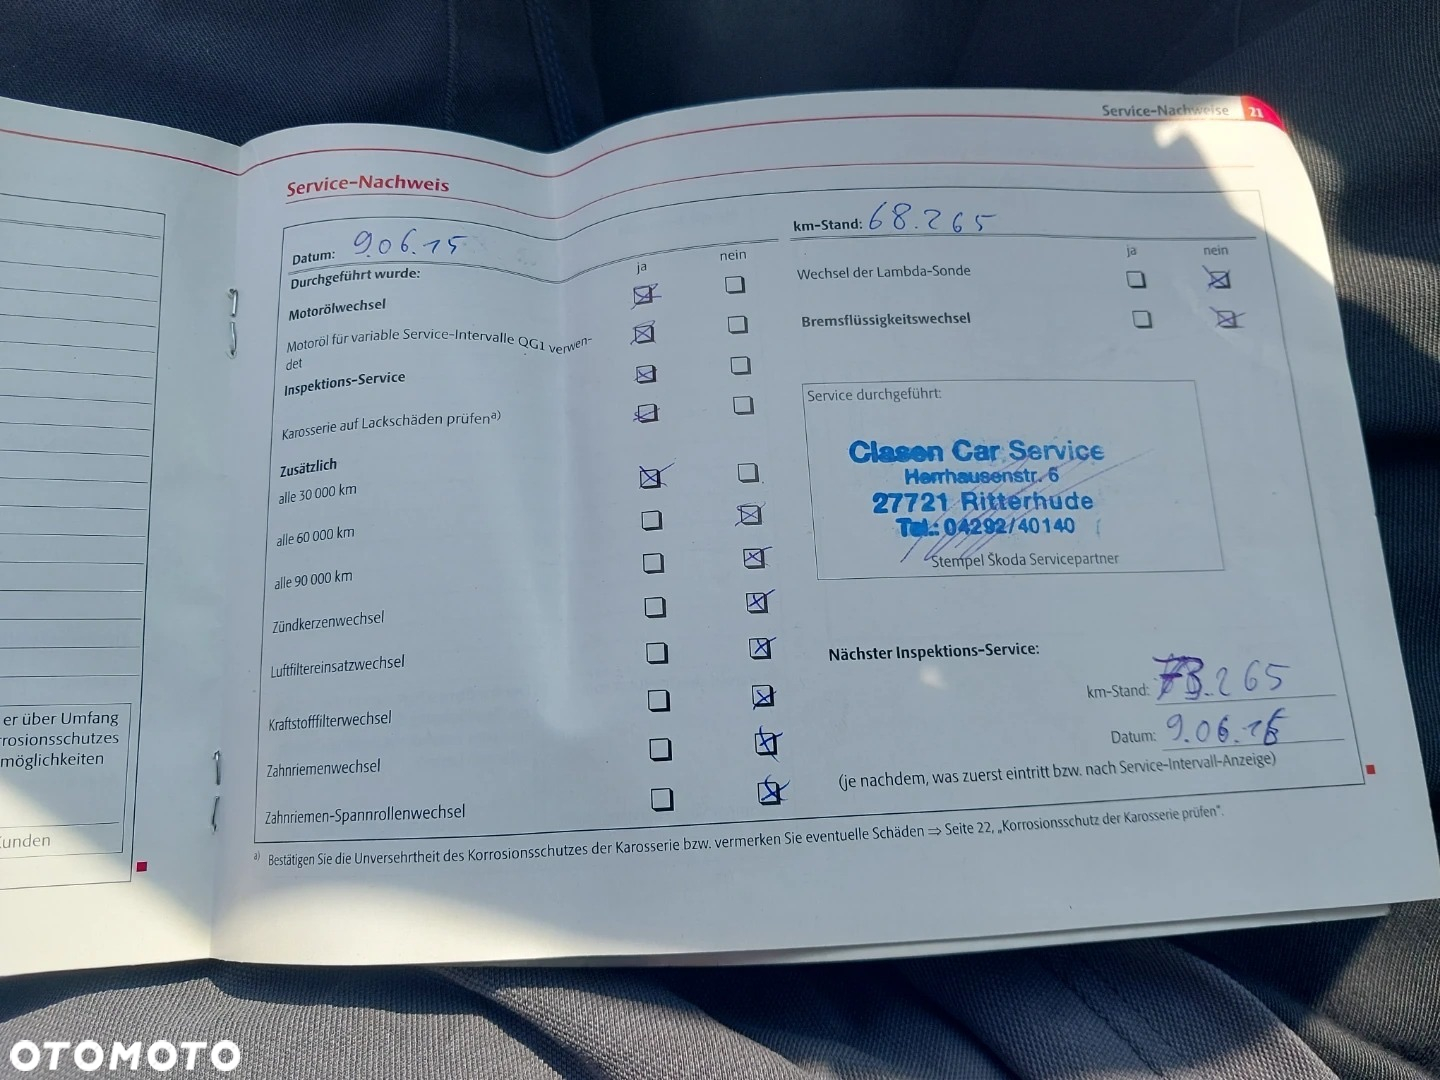 Service-Nachweise 21
Service-Nachweis
Datum: 9.06.15
km-Stand: 68.265
Durchgeführt wurde:
ja nein
ja nein
Motorölwechsel
Motoröl für variable Service-Intervalle QG1 verwen-
det
Inspektions-Service
Karosserie auf Lackschäden prüfen a)
Zusätzlich
alle 30 000 km
alle 60 000 km
alle 90 000 km
Zündkerzenwechsel
Luftfiltereinsatzwechsel
Kraftstofffilterwechsel
Zahnriemenwechsel
Zahnriemen-Spannrollenwechsel
Wechsel der Lambda-Sonde
Bremsflüssigkeitswechsel
Service durchgeführt:
Clasen Car Service
Herrhausenstr. 6
27721 Ritterhude
Tel.: 04292/40140
Stempel Škoda Servicepartner
Nächster Inspektions-Service:
km-Stand: .265
Datum: 9.06.16
(je nachdem, was zuerst eintritt bzw. nach Service-Intervall-Anzeige)
a) Bestätigen Sie die Unversehrtheit des Korrosionsschutzes der Karosserie bzw. vermerken Sie eventuelle Schäden ⇒ Seite 22, „Korrosionsschutz der Karosserie prüfen".
er über Umfang
rosionsschutzes
möglichkeiten
unden
OTOMOTO